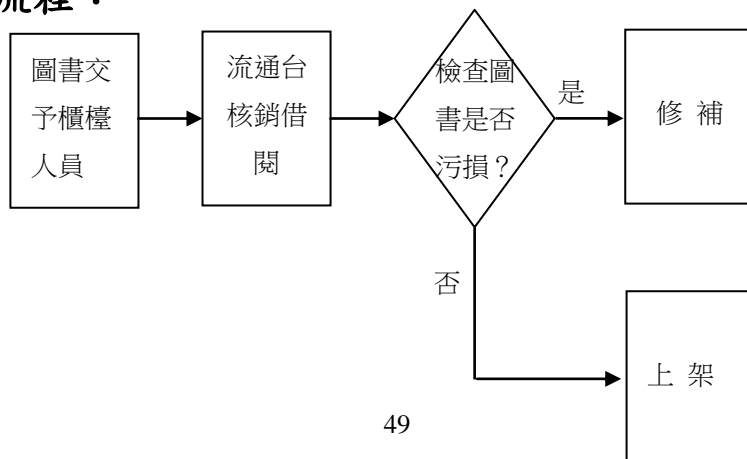 流程：
圖書交
予櫃檯
人員
流通台
核銷借
閱
檢查圖
書是否
污損？
是
修 補
否
上 架
49